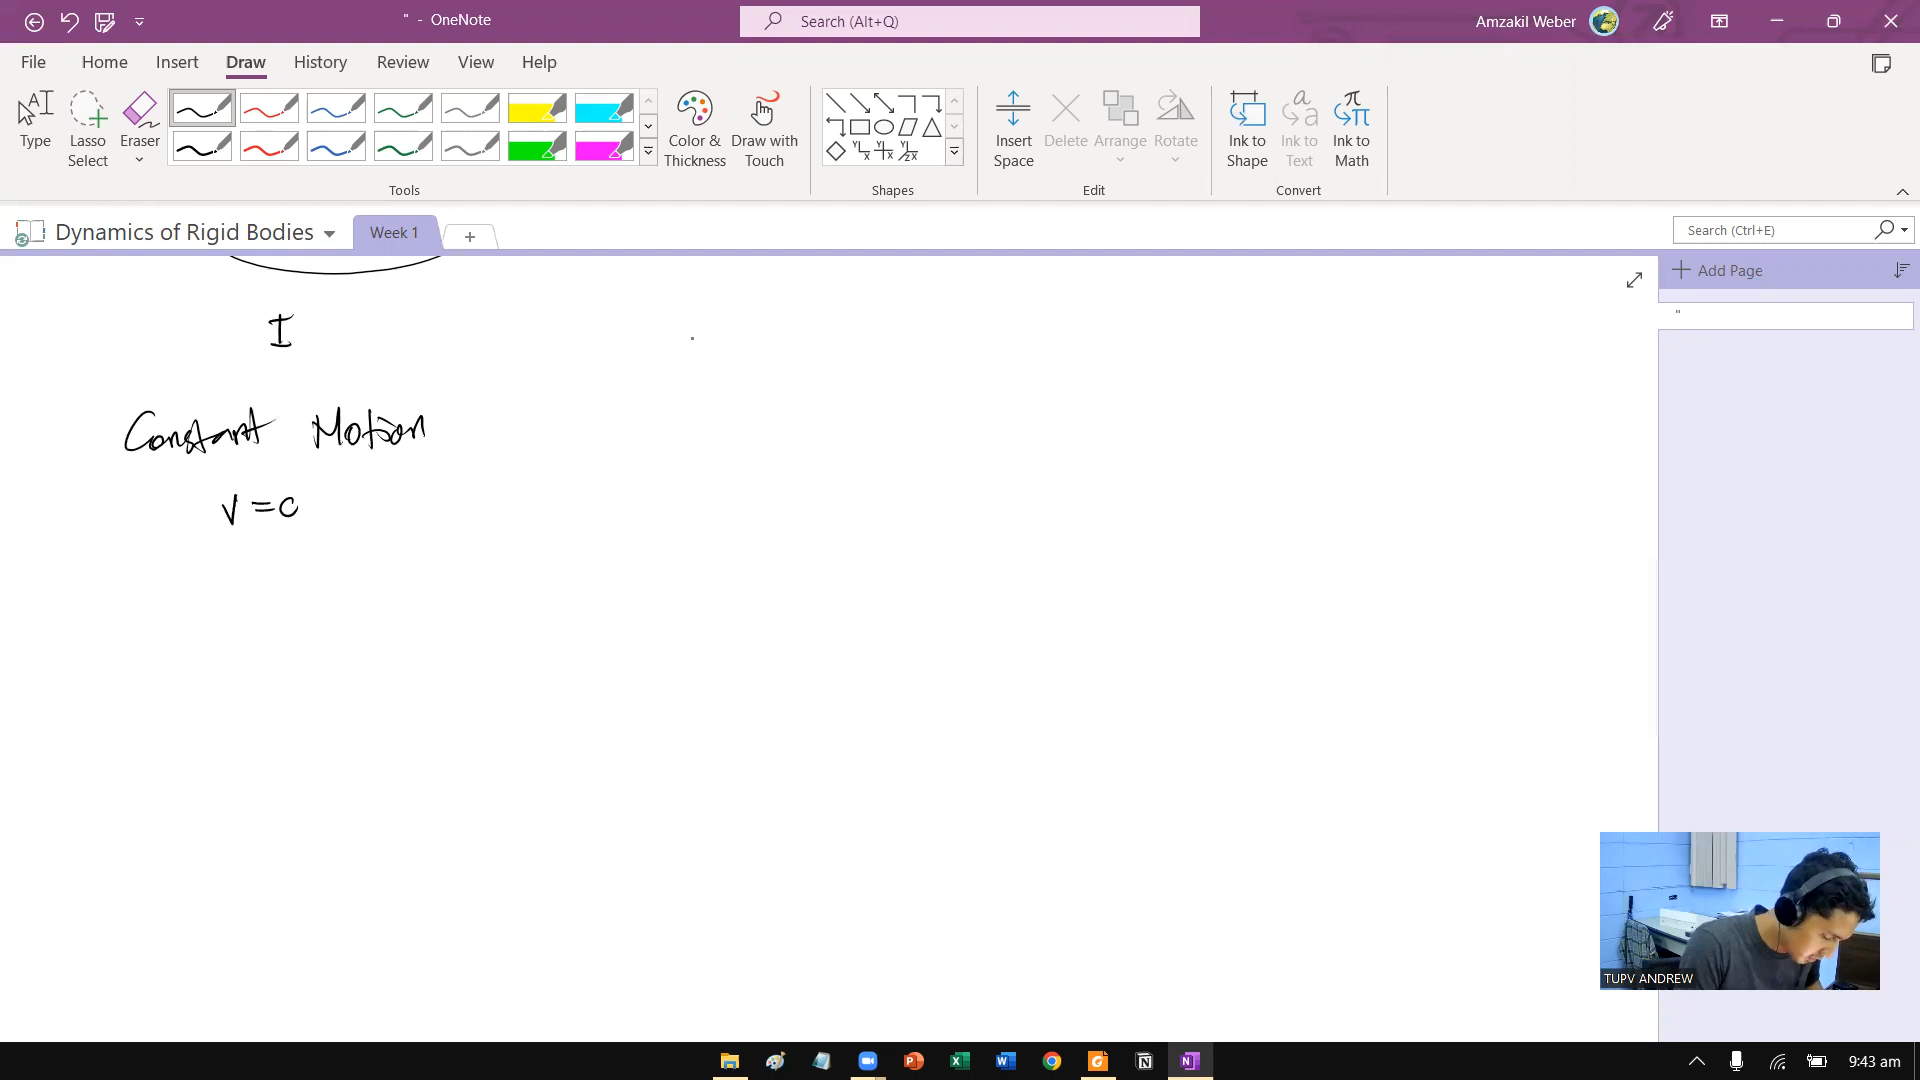 " - OneNote
Search (Alt+Q)
Amzakil Weber
File Home Insert Draw History Review View Help
Type
Lasso Select
Eraser
Color & Thickness
Draw with Touch
Insert Space
Delete
Arrange
Rotate
Ink to Shape
Ink to Text
Ink to Math
Tools
Shapes
Edit
Convert
Dynamics of Rigid Bodies
Week 1
Search (Ctrl+E)
Add Page
"
I
Constant Motion
v = c
TUPV ANDREW
9:43 am